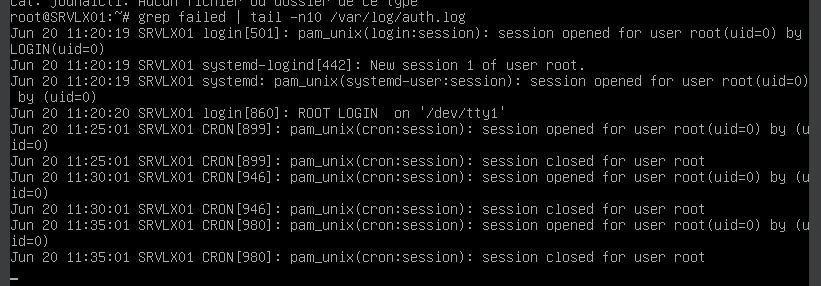 cat: jounalctl: Aucun fichier ou dossier de ce type
root@SRVLX01:~# grep failed | tail -n10 /var/log/auth.log
Jun 20 11:20:19 SRVLX01 login[501]: pam_unix(login:session): session opened for user root(uid=0) by
LOGIN(uid=0)
Jun 20 11:20:19 SRVLX01 systemd-logind[442]: New session 1 of user root.
Jun 20 11:20:19 SRVLX01 systemd: pam_unix(systemd-user:session): session opened for user root(uid=0)
 by (uid=0)
Jun 20 11:20:20 SRVLX01 login[860]: ROOT LOGIN  on '/dev/tty1'
Jun 20 11:25:01 SRVLX01 CRON[899]: pam_unix(cron:session): session opened for user root(uid=0) by (u
id=0)
Jun 20 11:25:01 SRVLX01 CRON[899]: pam_unix(cron:session): session closed for user root
Jun 20 11:30:01 SRVLX01 CRON[946]: pam_unix(cron:session): session opened for user root(uid=0) by (u
id=0)
Jun 20 11:30:01 SRVLX01 CRON[946]: pam_unix(cron:session): session closed for user root
Jun 20 11:35:01 SRVLX01 CRON[980]: pam_unix(cron:session): session opened for user root(uid=0) by (u
id=0)
Jun 20 11:35:01 SRVLX01 CRON[980]: pam_unix(cron:session): session closed for user root